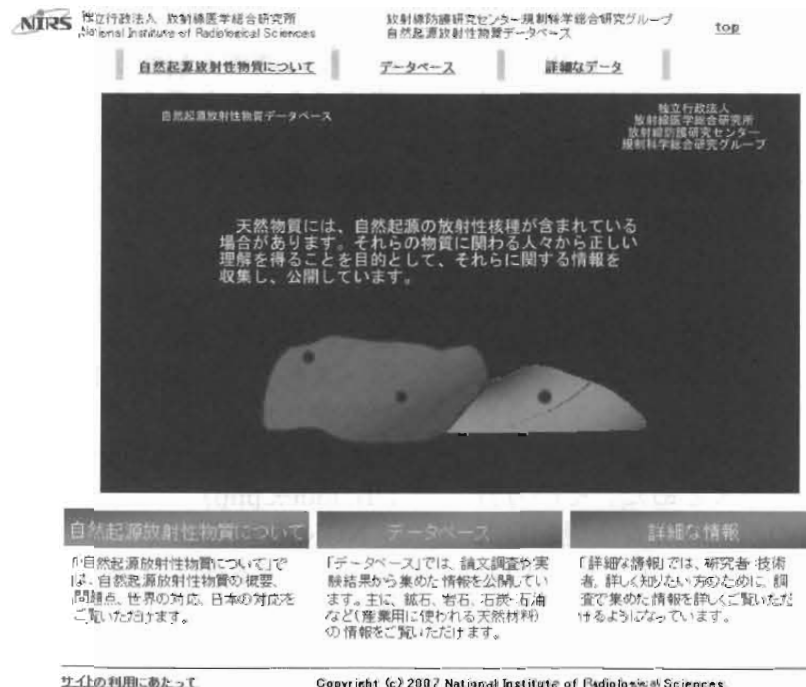 NIRS 独立行政法人 放射線医学総合研究所
National Institute of Radiological Sciences
放射線防護研究センター規制科学総合研究グループ
自然起源放射性物質データベース
top
自然起源放射性物質について データベース 詳細なデータ
自然起源放射性物質データベース
独立行政法人
放射線医学総合研究所
放射線防護研究センター
規制科学総合研究グループ
天然物質には、自然起源の放射性核種が含まれている
場合があります。それらの物質に関わる人々から正しい
理解を得ることを目的として、それらに関する情報を
収集し、公開しています。
自然起源放射性物質について
「自然起源放射性物質について」で
は、自然起源放射性物質の概要、
問題点、世界の対応、日本の対応を
ご覧いただけます。
データベース
「データベース」では、論文調査や実
験結果から集めた情報を公開してい
ます。主に、鉱石、岩石、石炭・石油
など(産業用に使われる天然材料)
の情報をご覧いただけます。
詳細な情報
「詳細な情報」では、研究者・技術
者、詳しく知りたい方のために、調
査で集めた情報を詳しくご覧いただ
けるようになっています。
サイトの利用にあたって
Copyright (c) 2007 National Institute of Radiological Sciences